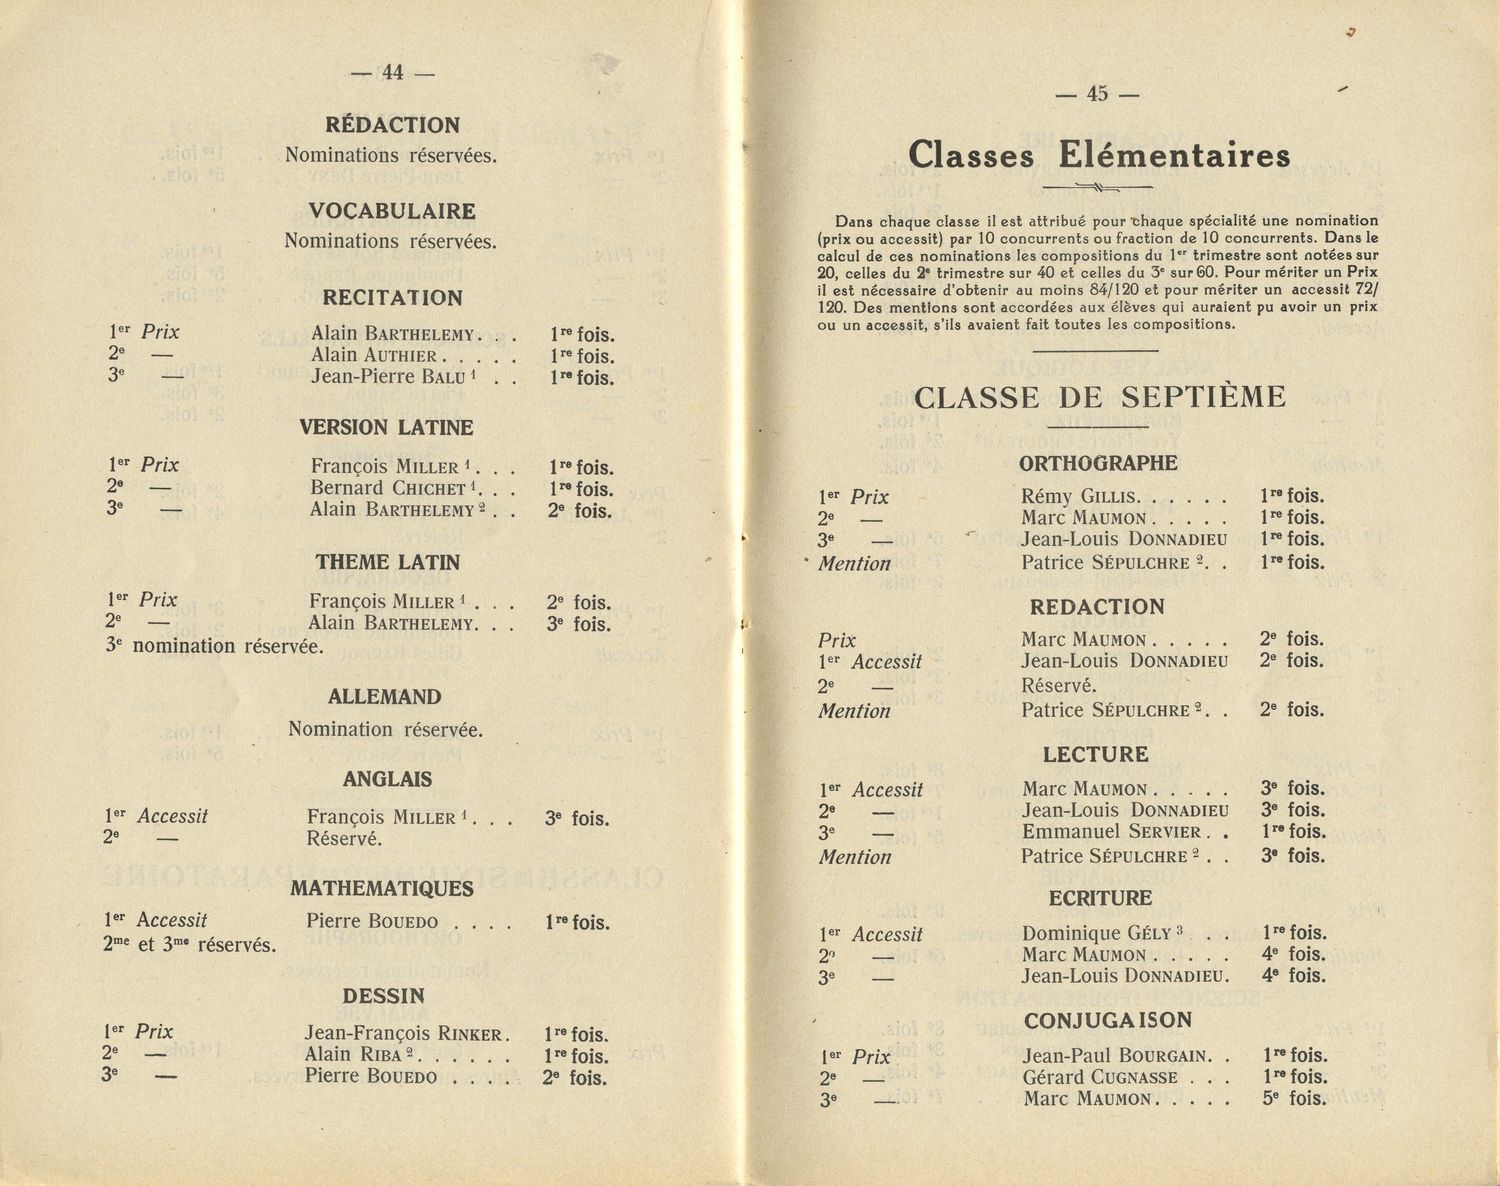 — 44 —
RÉDACTION
Nominations réservées.
VOCABULAIRE
Nominations réservées.
RECITATION
1er Prix Alain BARTHELEMY. . . 1re fois.
2e — Alain AUTHIER . . . . . 1re fois.
3e — Jean-Pierre BALU 1 . . 1re fois.
VERSION LATINE
1er Prix François MILLER 1 . . . 1re fois.
2e — Bernard CHICHET 1. . . 1re fois.
3e — Alain BARTHELEMY 2 . . 2e fois.
THEME LATIN
1er Prix François MILLER 1 . . . 2e fois.
2e — Alain BARTHELEMY. . . 3e fois.
3e nomination réservée.
ALLEMAND
Nomination réservée.
ANGLAIS
1er Accessit François MILLER 1. . . 3e fois.
2e — Réservé.
MATHEMATIQUES
1er Accessit Pierre BOUEDO . . . . 1re fois.
2me et 3me réservés.
DESSIN
1er Prix Jean-François RINKER. 1re fois.
2e — Alain RIBA 2. . . . . . 1re fois.
3e — Pierre BOUEDO . . . . 2e fois.
— 45 —
Classes Elémentaires
Dans chaque classe il est attribué pour chaque spécialité une nomination
(prix ou accessit) par 10 concurrents ou fraction de 10 concurrents. Dans le
calcul de ces nominations les compositions du 1er trimestre sont notées sur
20, celles du 2e trimestre sur 40 et celles du 3e sur 60. Pour mériter un Prix
il est nécessaire d'obtenir au moins 84/120 et pour mériter un accessit 72/
120. Des mentions sont accordées aux élèves qui auraient pu avoir un prix
ou un accessit, s'ils avaient fait toutes les compositions.
CLASSE DE SEPTIÈME
ORTHOGRAPHE
1er Prix Rémy GILLIS. . . . . . 1re fois.
2e — Marc MAUMON . . . . . 1re fois.
3e — Jean-Louis DONNADIEU 1re fois.
Mention Patrice SÉPULCHRE 2. . 1re fois.
REDACTION
Prix Marc MAUMON . . . . . 2e fois.
1er Accessit Jean-Louis DONNADIEU 2e fois.
2e — Réservé.
Mention Patrice SÉPULCHRE 2. . 2e fois.
LECTURE
1er Accessit Marc MAUMON . . . . . 3e fois.
2e — Jean-Louis DONNADIEU 3e fois.
3e — Emmanuel SERVIER . . 1re fois.
Mention Patrice SÉPULCHRE 2 . . 3e fois.
ECRITURE
1er Accessit Dominique GÉLY 3 . . . 1re fois.
2e — Marc MAUMON . . . . . 4e fois.
3e — Jean-Louis DONNADIEU. 4e fois.
CONJUGAISON
1er Prix Jean-Paul BOURGAIN. . 1re fois.
2e — Gérard CUGNASSE . . . 1re fois.
3e — Marc MAUMON . . . . . 5e fois.